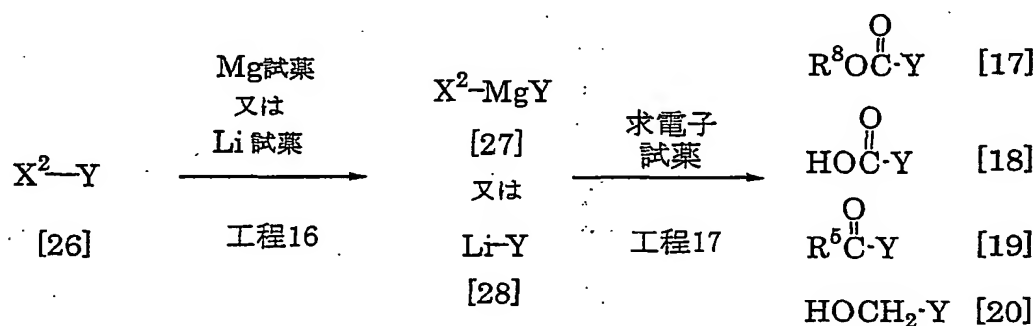 X²—Y
[26]
Mg試薬
又は
Li試薬
工程16
X²-MgY
[27]
又は
Li-Y
[28]
求電子
試薬
工程17
O
R⁸OC-Y [17]
O
HOC-Y [18]
O
R⁵C-Y [19]
HOCH₂-Y [20]